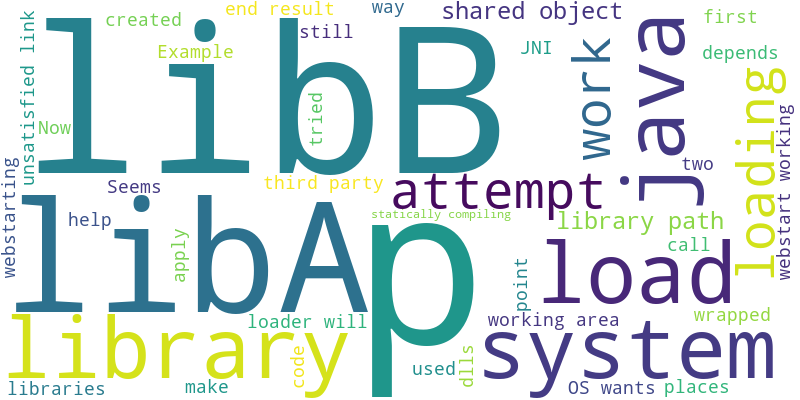 created
end result
way
shared object
first
still
JNI
depends
Example
libB
work
java
loading
unsatisfied link
Now
tried
two
webstart working
webstarting
Seems
third party
attempt
statically compiling
library path
help
libA
p
call
apply
load
point
wrapped
library
loader will
working area
system
code
used
dlls
libraries
make
OS wants
places